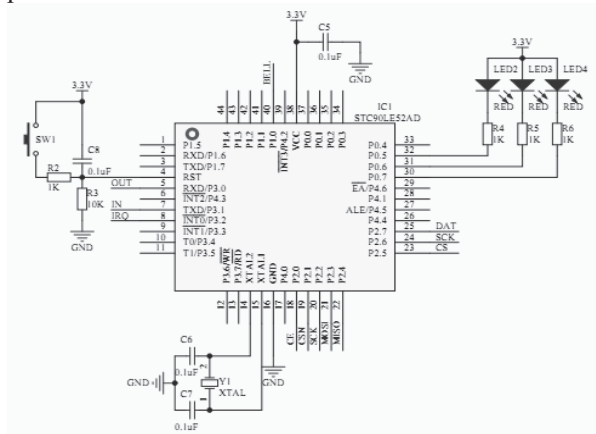 3.3V
C5
0.1uF
GND
BELL
3.3V
LED2 LED3 LED4
RED RED RED
R4 R5 R6
1K 1K 1K
IC1
STC90LE52AD
44 43 42 41 40 39 38 37 36 35 34
P1.4 P1.3 P1.2 P1.1 P1.0 INT3/P4.2 VCC P0.0 P0.1 P0.2 P0.3
3.3V
SW1
C8
0.1uF
R2
1K
R3
10K
GND
OUT
IN
IRQ
1 P1.5
2 RXD/P1.6
3 TXD/P1.7
4 RST
5 RXD/P3.0
6 INT2/P4.3
7 TXD/P3.1
8 INT0/P3.2
9 INT1/P3.3
10 T0/P3.4
11 T1/P3.5
P0.4 33
P0.5 32
P0.6 31
P0.7 30
EA/P4.6 29
P4.1 28
ALE/P4.5 27
P4.4 26
P2.7 25 DAT
P2.6 24 SCK
P2.5 23 CS
P3.6/WR P3.7/RD XTAL2 XTAL1 GND P4.0 P2.0 P2.1 P2.2 P2.3 P2.4
12 13 14 15 16 17 18 19 20 21 22
CE CSN SCK MOSI MISO
C6
0.1uF
GND
2
Y1
XTAL
1
GND
C7
0.1uF